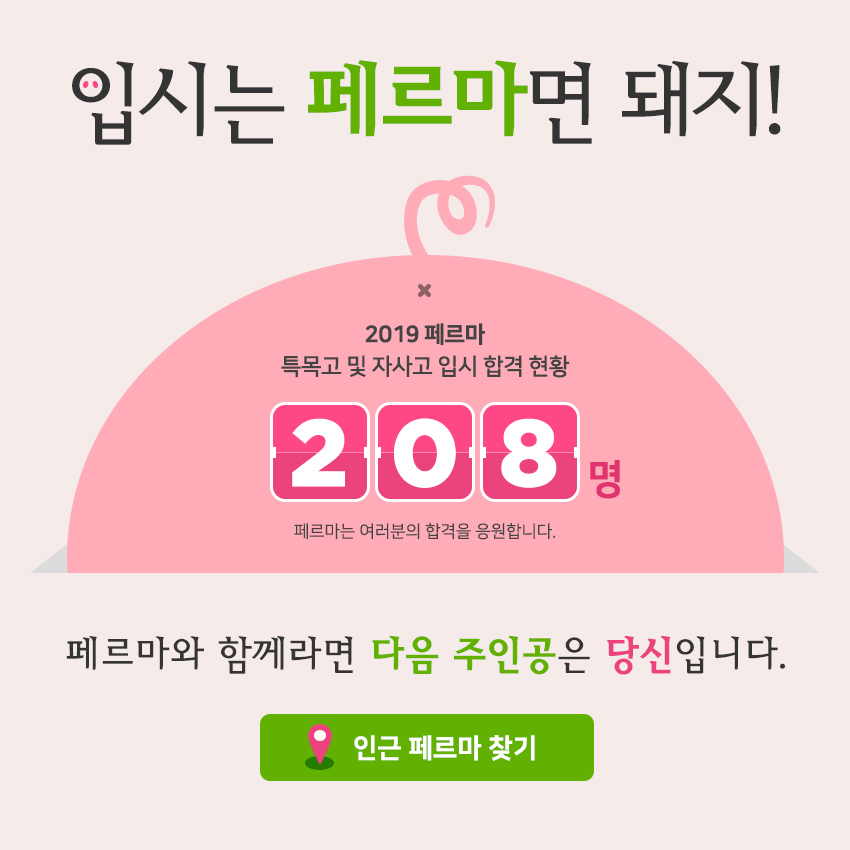 입시는 페르마면 돼지!
2019 페르마
특목고 및 자사고 입시 합격 현황
208명
페르마는 여러분의 합격을 응원합니다.
페르마와 함께라면 다음 주인공은 당신입니다.
인근 페르마 찾기